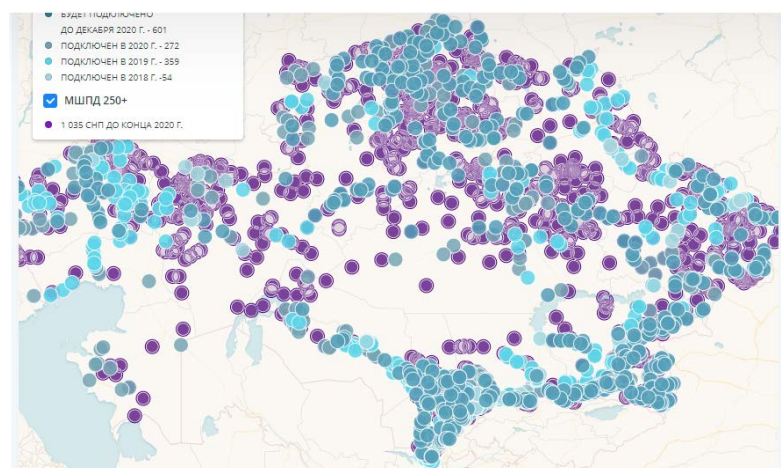 БУДЕТ ПОДКЛЮЧЕНО
ДО ДЕКАБРЯ 2020 Г. - 601
ПОДКЛЮЧЕН В 2020 Г. - 272
ПОДКЛЮЧЕН В 2019 Г. - 359
ПОДКЛЮЧЕН В 2018 Г. -54
МШПД 250+
1 035 СНП ДО КОНЦА 2020 Г.